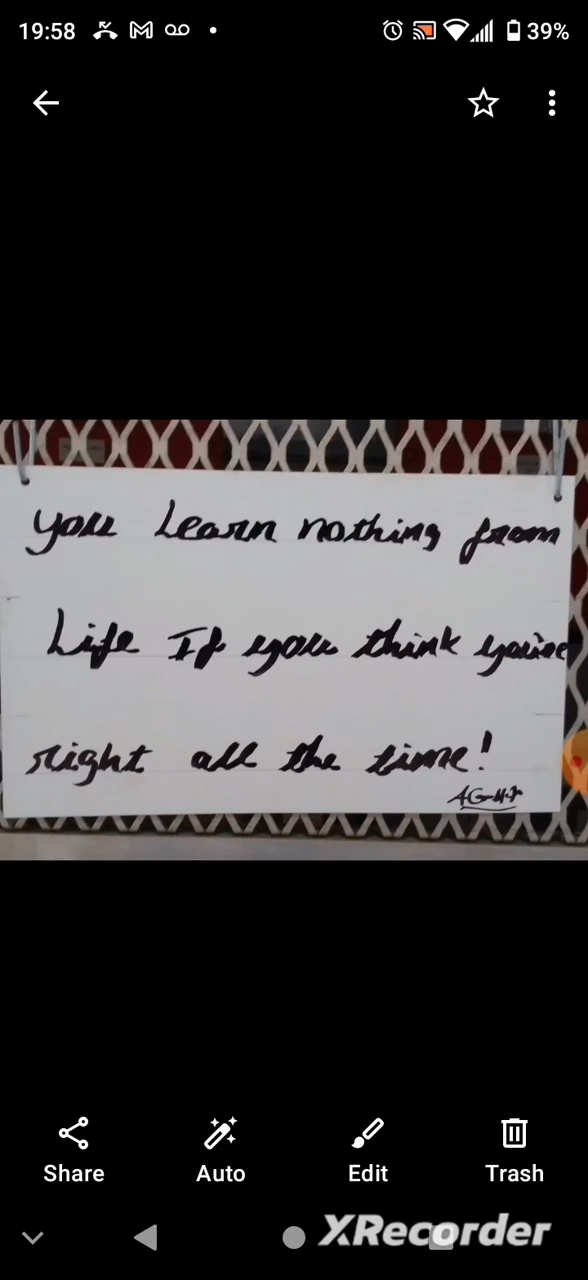 19:58 39%
you Learn nothing from
Life If you think you're
right all the time!
Share Auto Edit Trash
XRecorder